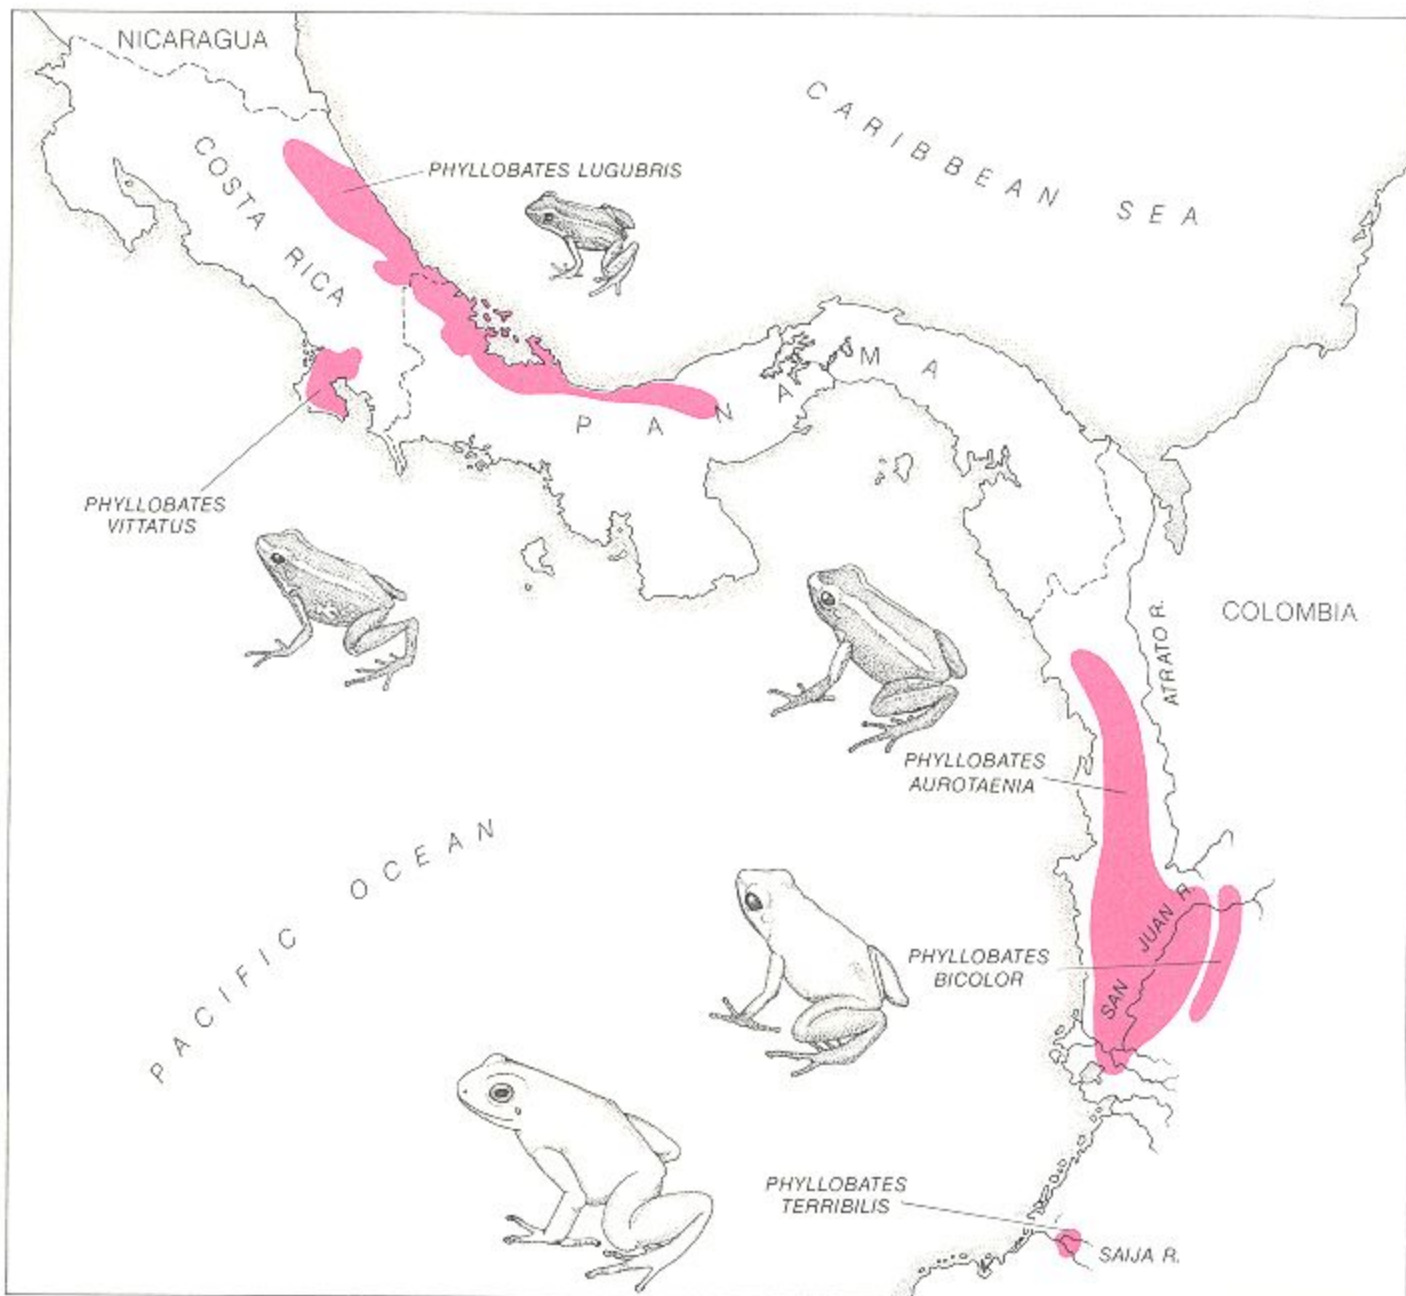 NICARAGUA
CARIBBEAN SEA
COSTA RICA
PHYLLOBATES LUGUBRIS
PANAMA
PHYLLOBATES
VITTATUS
COLOMBIA
ATRATO R.
PHYLLOBATES
AUROTAENIA
PACIFIC OCEAN
SAN JUAN R.
PHYLLOBATES
BICOLOR
PHYLLOBATES
TERRIBILIS
SAIJA R.